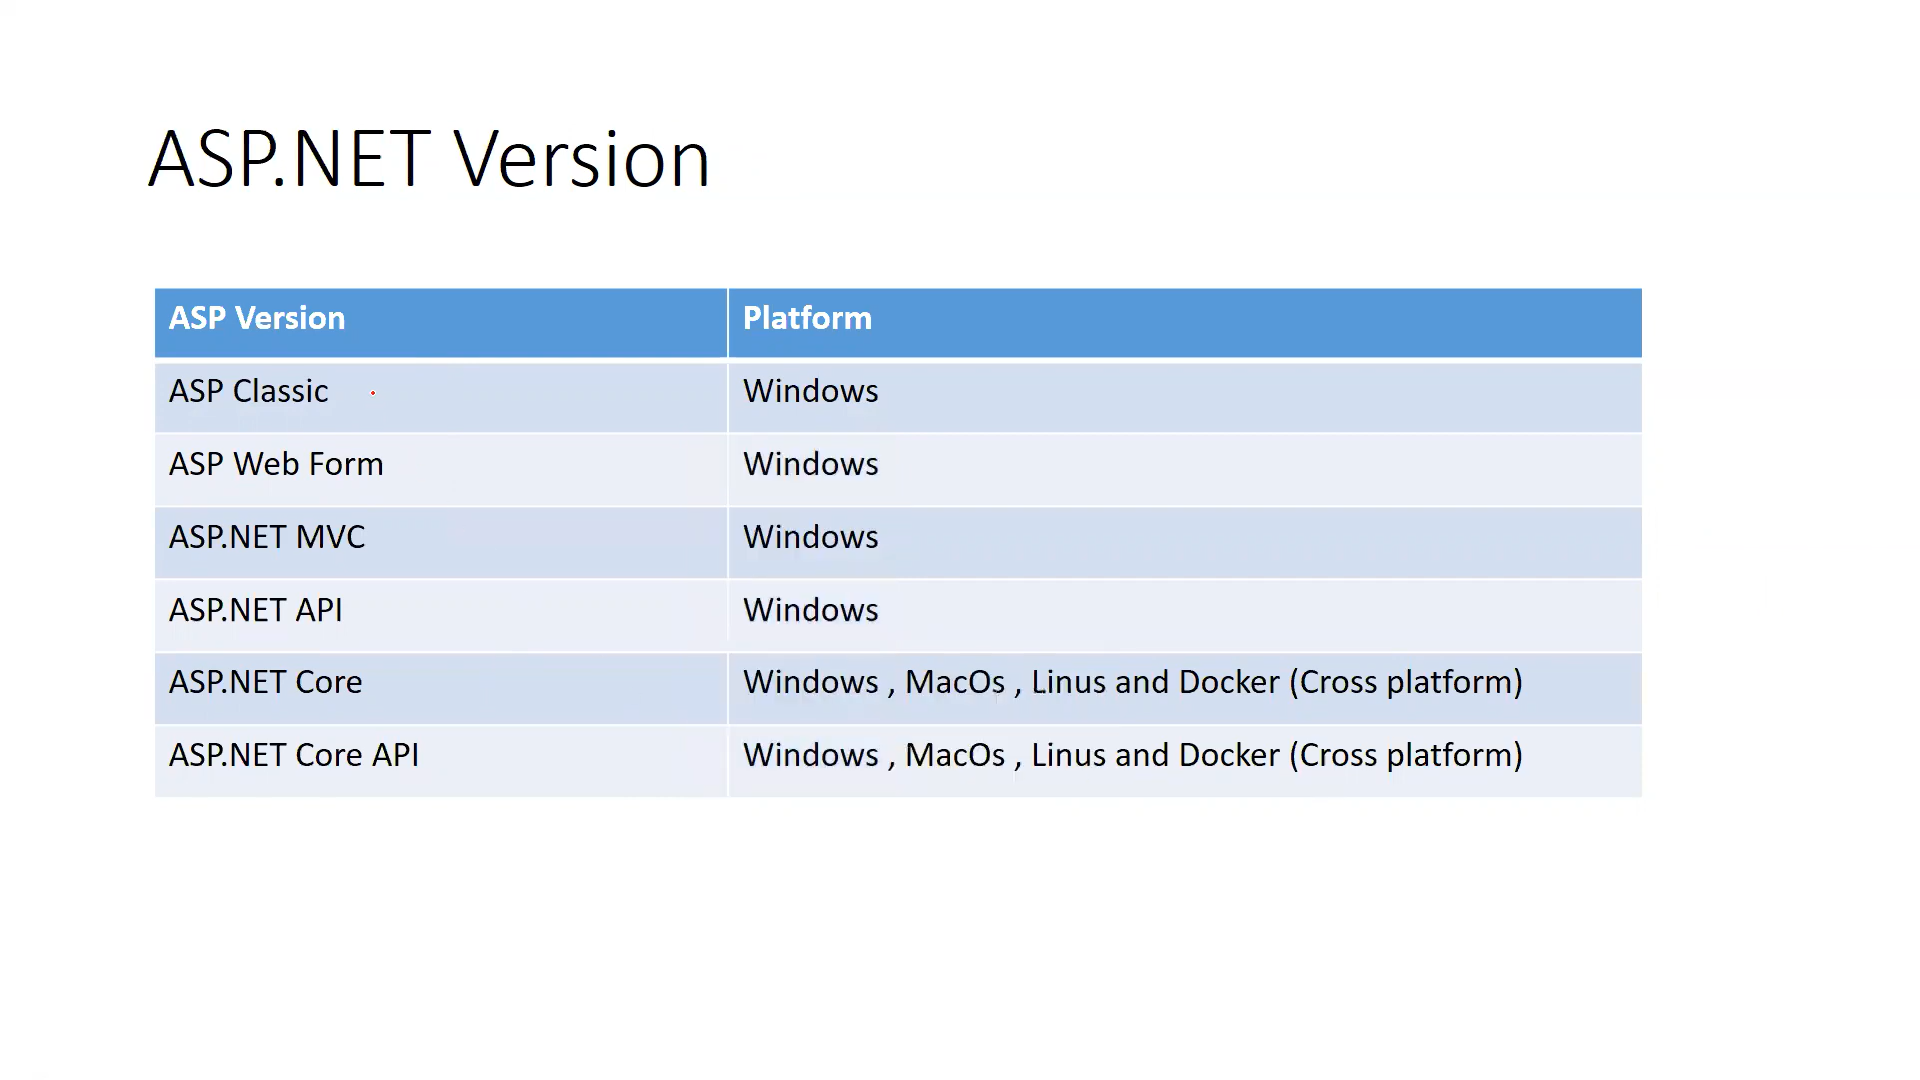 ASP.NET Version
ASP Version Platform
ASP Classic Windows
ASP Web Form Windows
ASP.NET MVC Windows
ASP.NET API Windows
ASP.NET Core Windows , MacOs , Linus and Docker (Cross platform)
ASP.NET Core API Windows , MacOs , Linus and Docker (Cross platform)